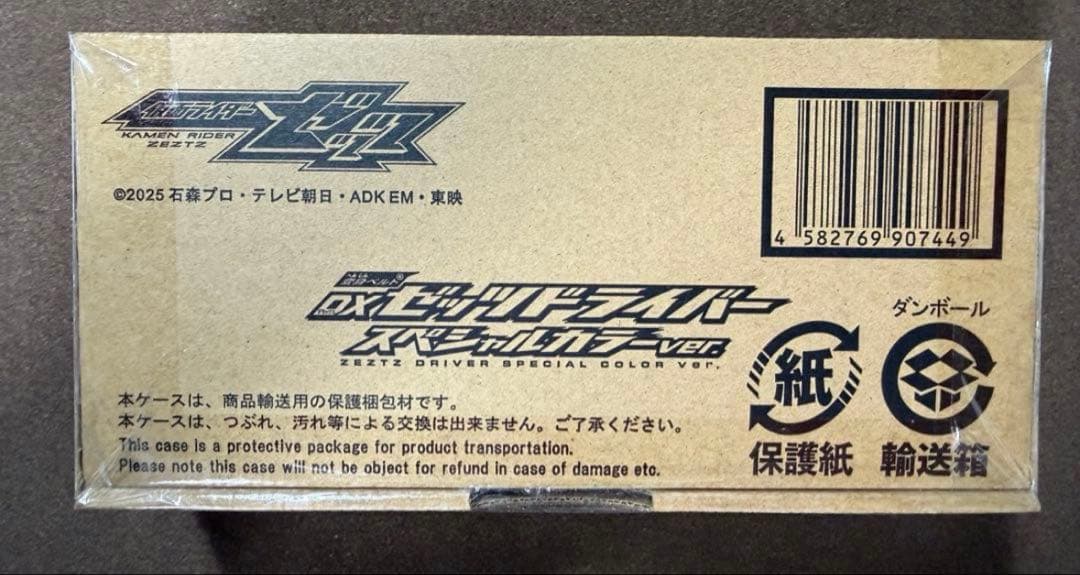 仮面ライダー
ゼッツ
KAMEN RIDER
ZEZTZ
©2025 石森プロ・テレビ朝日・ADK EM・東映
4 582769 907449
変身ベルト®
DXゼッツドライバー
スペシャルカラーver.
ZEZTZ DRIVER SPECIAL COLOR ver.
ダンボール
紙
保護紙
輸送箱
本ケースは、商品輸送用の保護梱包材です。
本ケースは、つぶれ、汚れ等による交換は出来ません。ご了承ください。
This case is a protective package for product transportation.
Please note this case will not be object for refund in case of damage etc.